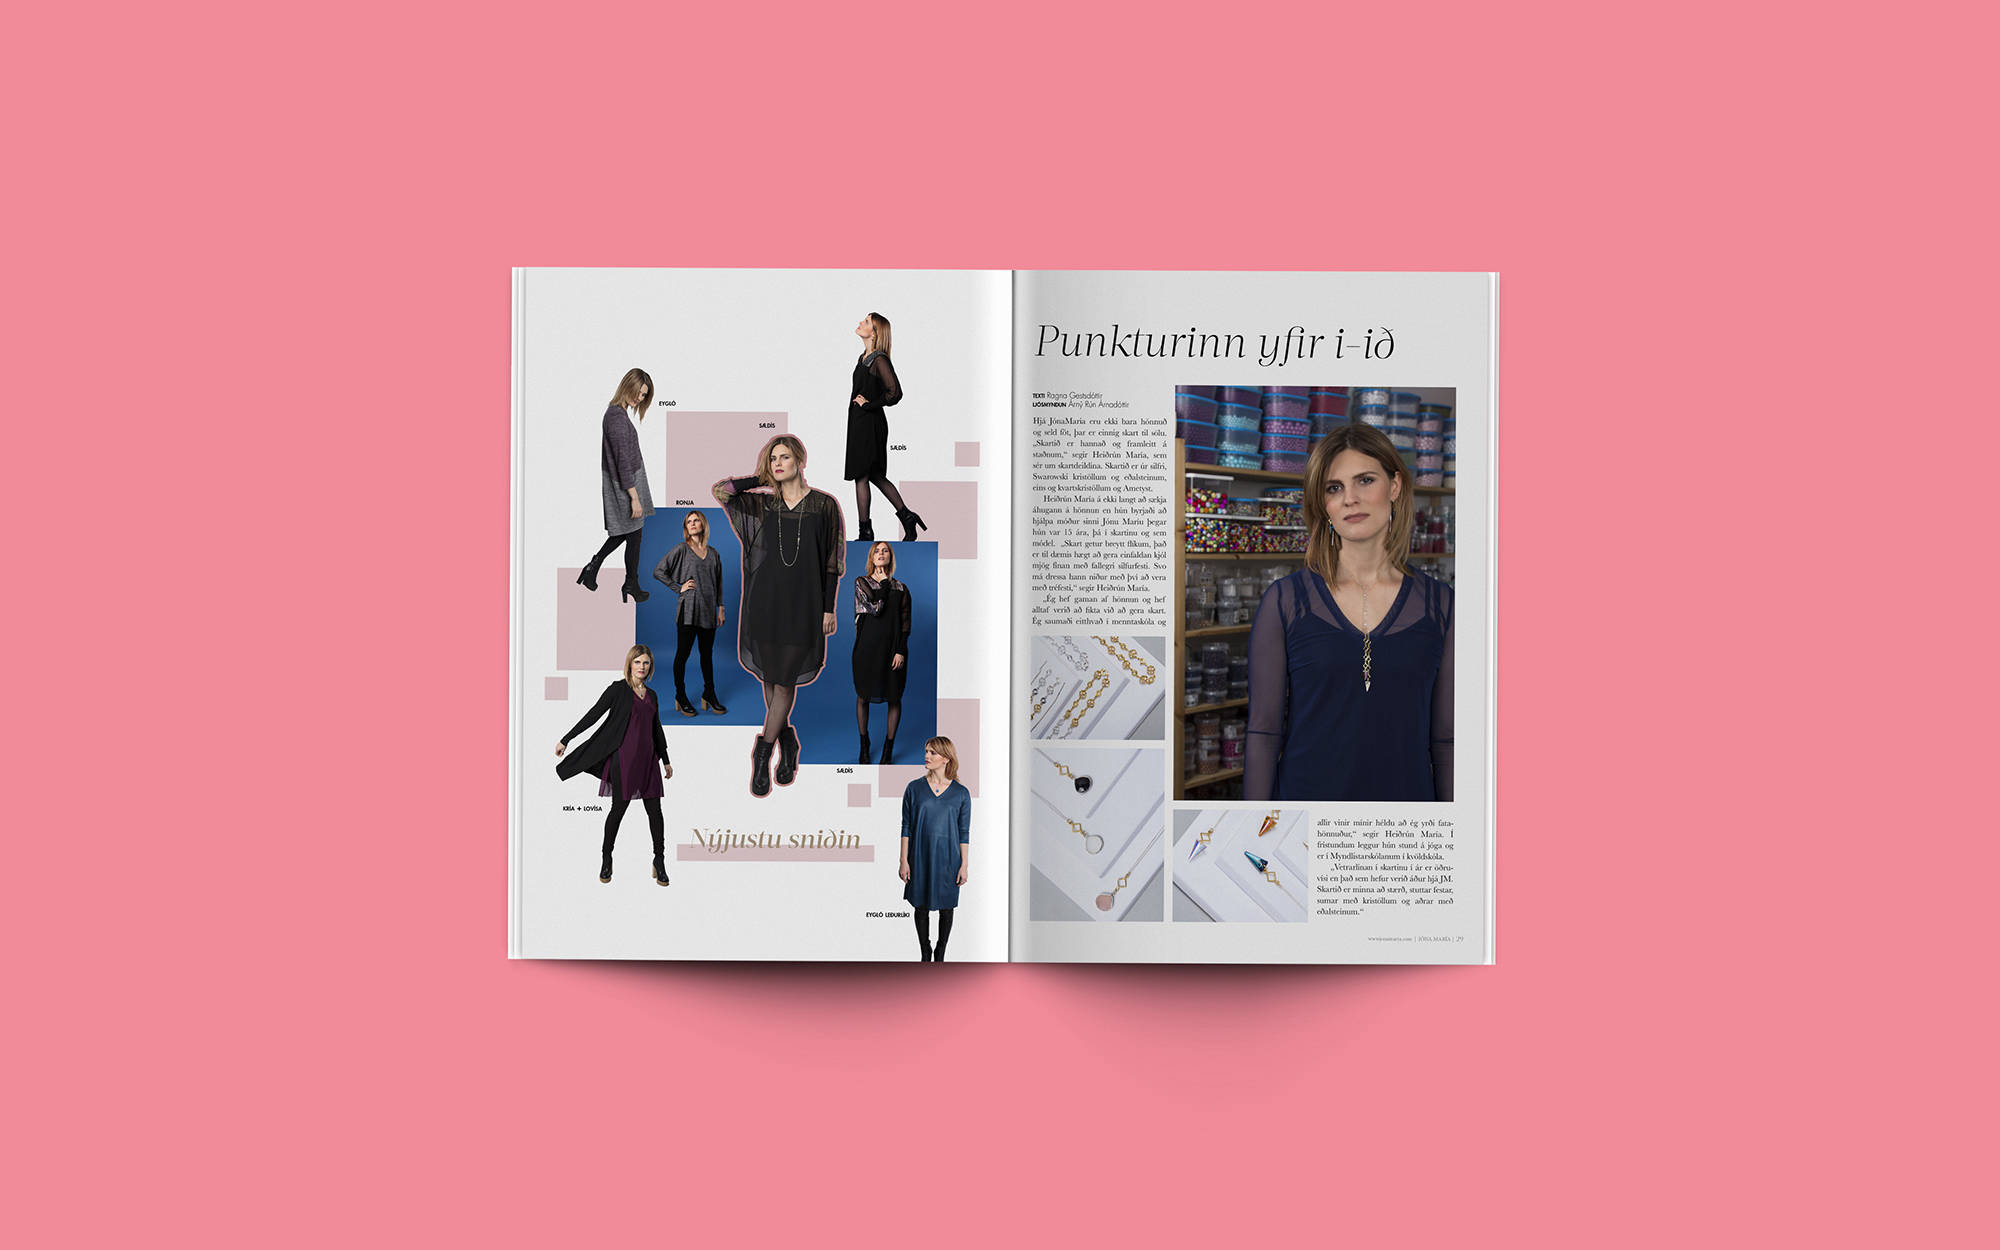 EYGLÓ
SÆLDÍS
SÆLDÍS
RONJA
SÆLDÍS
KRÍA + LOVÍSA
Nýjustu sniðin
EYGLÓ LEÐURLÍKI
Punkturinn yfir i-ið
TEXTI Ragna Gestsdóttir
LJÓSMYNDUN Árný Rún Árnadóttir
Hjá JónaMaria eru ekki bara hönnuð
og seld föt, þar er einnig skart til sölu.
„Skartið er hannað og framleitt á
staðnum,“ segir Heiðrún María, sem
sér um skartdeildina. Skartið er úr silfri,
Swarowski kristöllum og eðalsteinum,
eins og kvartskristöllum og Ametyst.
Heiðrún María á ekki langt að sækja
áhugann á hönnun en hún byrjaði að
hjálpa móður sinni Jónu Maríu þegar
hún var 15 ára, þá í skartinu og sem
módel. „Skart getur breytt flíkum, það
er til dæmis hægt að gera einfaldan kjól
mjög fínan með fallegri silfurfesti. Svo
má dressa hann niður með því að vera
með tréfesti,“ segir Heiðrún María.
„Ég hef gaman af hönnun og hef
alltaf verið að fikta við að gera skart.
Ég saumaði eitthvað í menntaskóla og
allir vinir mínir héldu að ég yrði fata-
hönnuður,“ segir Heiðrún María. Í
frístundum leggur hún stund á jóga og
er í Myndlistarskólanum í kvöldskóla.
„Vetrarlínan í skartinu í ár er öðru-
vísi en það sem hefur verið áður hjá JM.
Skartið er minna að stærð, stuttar festar,
sumar með kristöllum og aðrar með
eðalsteinum.“
www.jonamaria.com | JÓNA MARÍA | 29